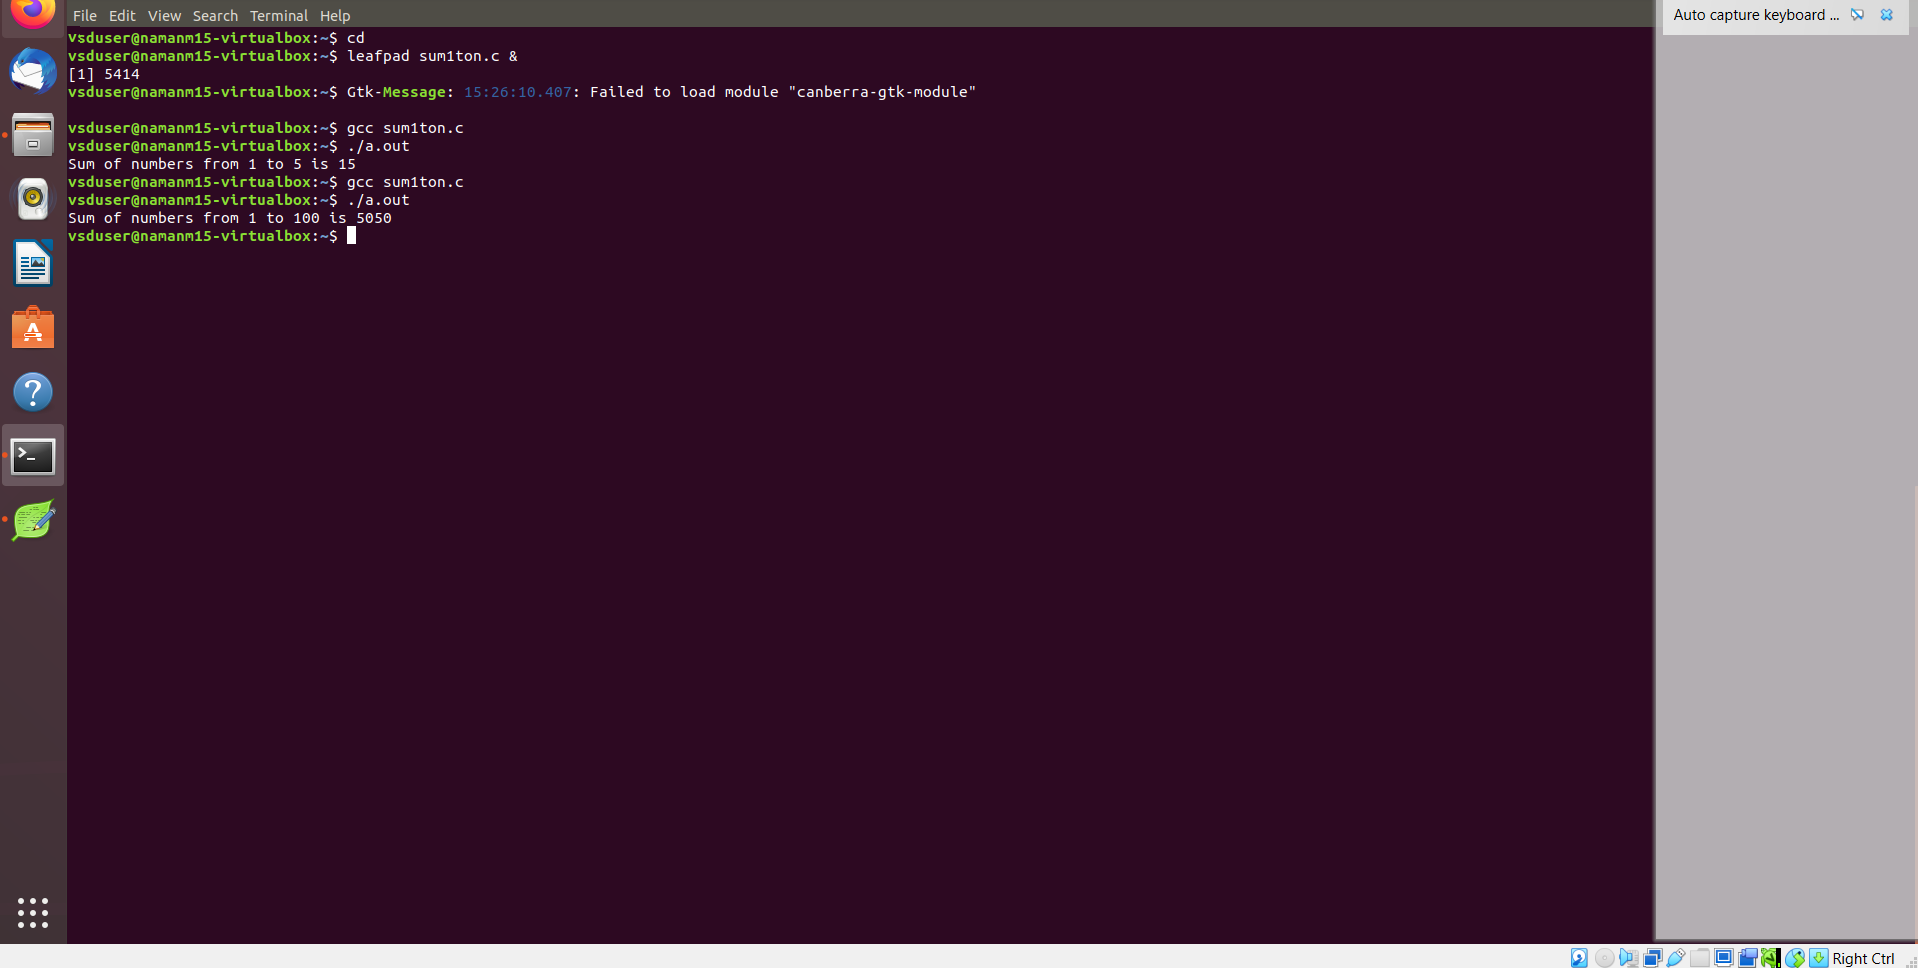 File Edit View Search Terminal Help
Auto capture keyboard ...
vsduser@namanm15-virtualbox:~$ cd
vsduser@namanm15-virtualbox:~$ leafpad sum1ton.c &
[1] 5414
vsduser@namanm15-virtualbox:~$ Gtk-Message: 15:26:10.407: Failed to load module "canberra-gtk-module"
vsduser@namanm15-virtualbox:~$ gcc sum1ton.c
vsduser@namanm15-virtualbox:~$ ./a.out
Sum of numbers from 1 to 5 is 15
vsduser@namanm15-virtualbox:~$ gcc sum1ton.c
vsduser@namanm15-virtualbox:~$ ./a.out
Sum of numbers from 1 to 100 is 5050
vsduser@namanm15-virtualbox:~$
Right Ctrl